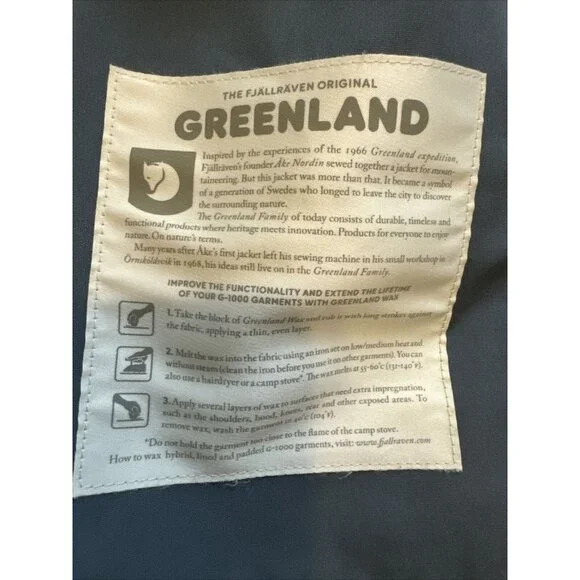 THE FJÄLLRÄVEN ORIGINAL
GREENLAND
Inspired by the experiences of the 1966 Greenland expedition,
Fjällräven's founder Åke Nordin sewed together a jacket for moun-
taineering. But this jacket was more than that. It became a symbol
of a generation of Swedes who longed to leave the city to discover
the surrounding nature.
The Greenland Family of today consists of durable, timeless and
functional products where heritage meets innovation. Products for everyone to enjoy
nature. On nature's terms.
Many years after Åke's first jacket left his sewing machine in his small workshop in
Örnsköldsvik in 1968, his ideas still live on in the Greenland Family.
IMPROVE THE FUNCTIONALITY AND EXTEND THE LIFETIME
OF YOUR G-1000 GARMENTS WITH GREENLAND WAX
1. Take the block of Greenland Wax and rub it with long strokes against
the fabric, applying a thin, even layer.
2. Melt the wax into the fabric using an iron set on low/medium heat and
without steam (clean the iron before you use it on other garments). You can
also use a hairdryer or a camp stove* The wax melts at 55-60°C (131-140°F).
3. Apply several layers of wax to surfaces that need extra impregnation,
such as the shoulders, hood, knees, rear and other exposed areas. To
remove wax, wash the garment in 40°C (104°F).
*Do not hold the garment too close to the flame of the camp stove.
How to wax hybrid, lined and padded G-1000 garments, visit: www.fjallraven.com